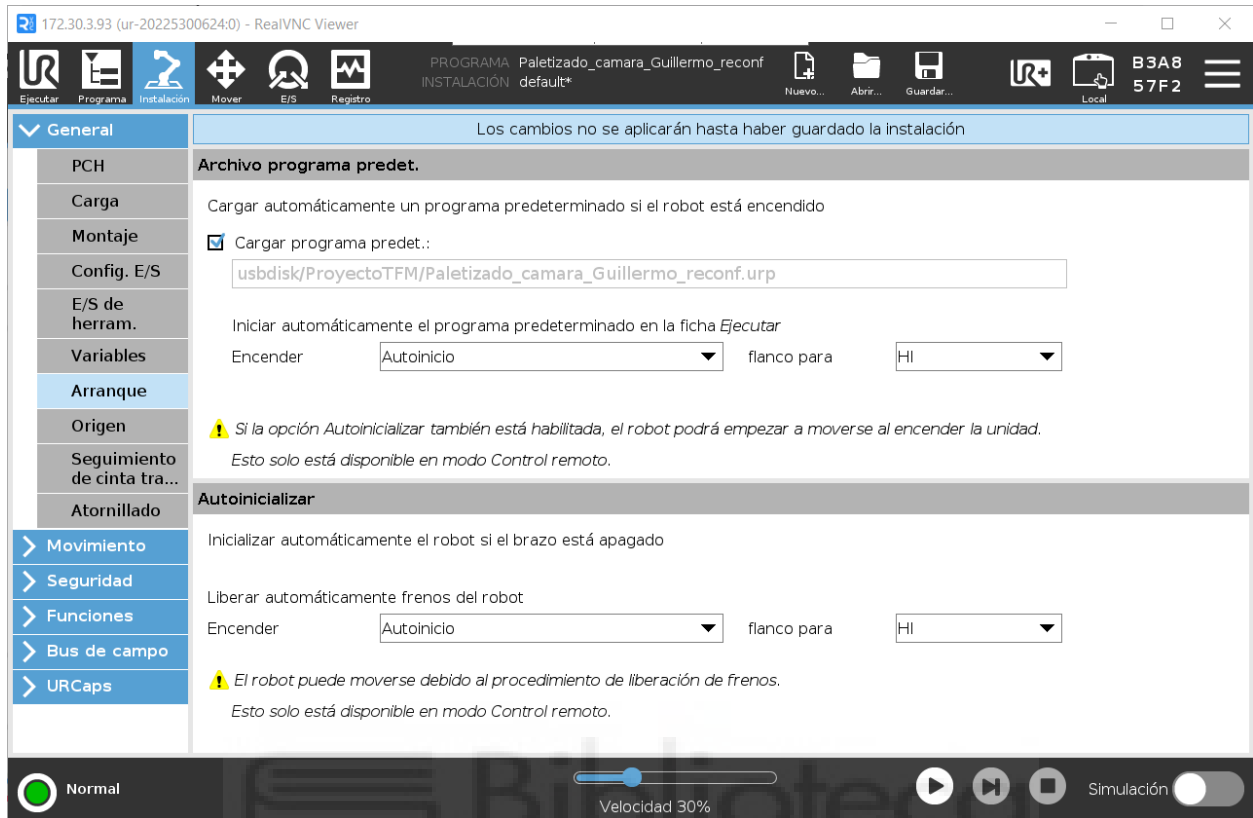 172.30.3.93 (ur-20225300624:0) - RealVNC Viewer
PROGRAMA Paletizado_camara_Guillermo_reconf
INSTALACIÓN default*
Ejecutar Programa Instalación Mover E/S Registro
Nuevo... Abrir... Guardar...
UR+
Local
B3A8
57F2
General
PCH
Carga
Montaje
Config. E/S
E/S de
herram.
Variables
Arranque
Origen
Seguimiento
de cinta tra...
Atornillado
Movimiento
Seguridad
Funciones
Bus de campo
URCaps
Los cambios no se aplicarán hasta haber guardado la instalación
Archivo programa predet.
Cargar automáticamente un programa predeterminado si el robot está encendido
Cargar programa predet.:
usbdisk/ProyectoTFM/Paletizado_camara_Guillermo_reconf.urp
Iniciar automáticamente el programa predeterminado en la ficha Ejecutar
Encender Autoinicio flanco para HI
Si la opción Autoinicializar también está habilitada, el robot podrá empezar a moverse al encender la unidad.
Esto solo está disponible en modo Control remoto.
Autoinicializar
Inicializar automáticamente el robot si el brazo está apagado
Liberar automáticamente frenos del robot
Encender Autoinicio flanco para HI
El robot puede moverse debido al procedimiento de liberación de frenos.
Esto solo está disponible en modo Control remoto.
Normal
Velocidad 30%
Simulación